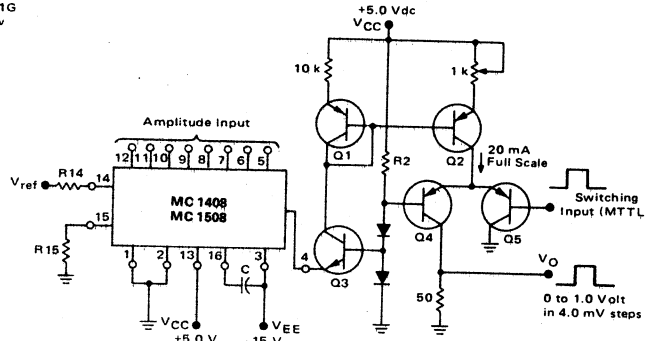 1G
+5.0 Vdc
VCC
10 k
1 k
Amplitude Input
12 11 10 9 8 7 6 5
Q1
Q2
20 mA
Full Scale
R2
Vref
R14
14
MC 1408
MC 1508
15
R15
Switching
Input (MTTL
Q4
Q5
1 2 13 16 3
4
Q3
C
VO
50
0 to 1.0 Volt
in 4.0 mV steps
VCC
+5.0 V
VEE
15 V